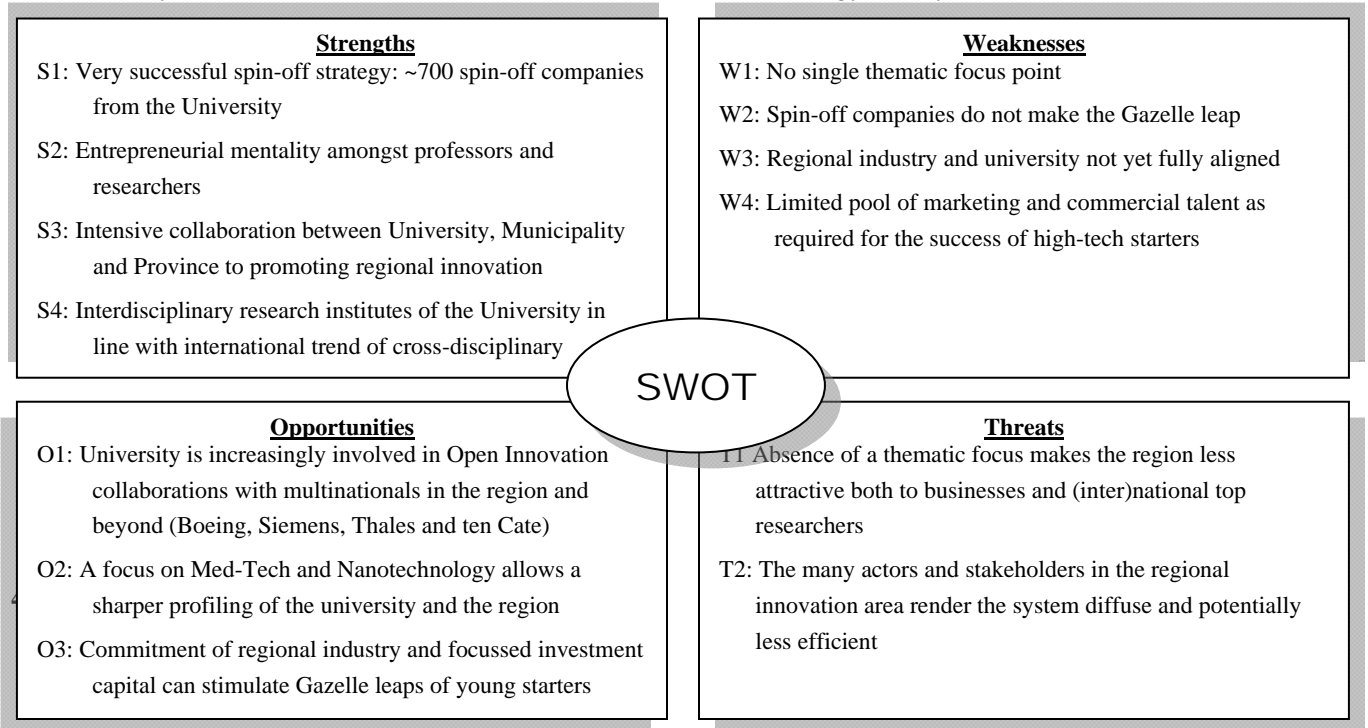 Strengths
S1: Very successful spin-off strategy: ~700 spin-off companies
from the University
S2: Entrepreneurial mentality amongst professors and
researchers
S3: Intensive collaboration between University, Municipality
and Province to promoting regional innovation
S4: Interdisciplinary research institutes of the University in
line with international trend of cross-disciplinary
Weaknesses
W1: No single thematic focus point
W2: Spin-off companies do not make the Gazelle leap
W3: Regional industry and university not yet fully aligned
W4: Limited pool of marketing and commercial talent as
required for the success of high-tech starters
SWOT
Opportunities
O1: University is increasingly involved in Open Innovation
collaborations with multinationals in the region and
beyond (Boeing, Siemens, Thales and ten Cate)
O2: A focus on Med-Tech and Nanotechnology allows a
sharper profiling of the university and the region
O3: Commitment of regional industry and focussed investment
capital can stimulate Gazelle leaps of young starters
Threats
T1 Absence of a thematic focus makes the region less
attractive both to businesses and (inter)national top
researchers
T2: The many actors and stakeholders in the regional
innovation area render the system diffuse and potentially
less efficient